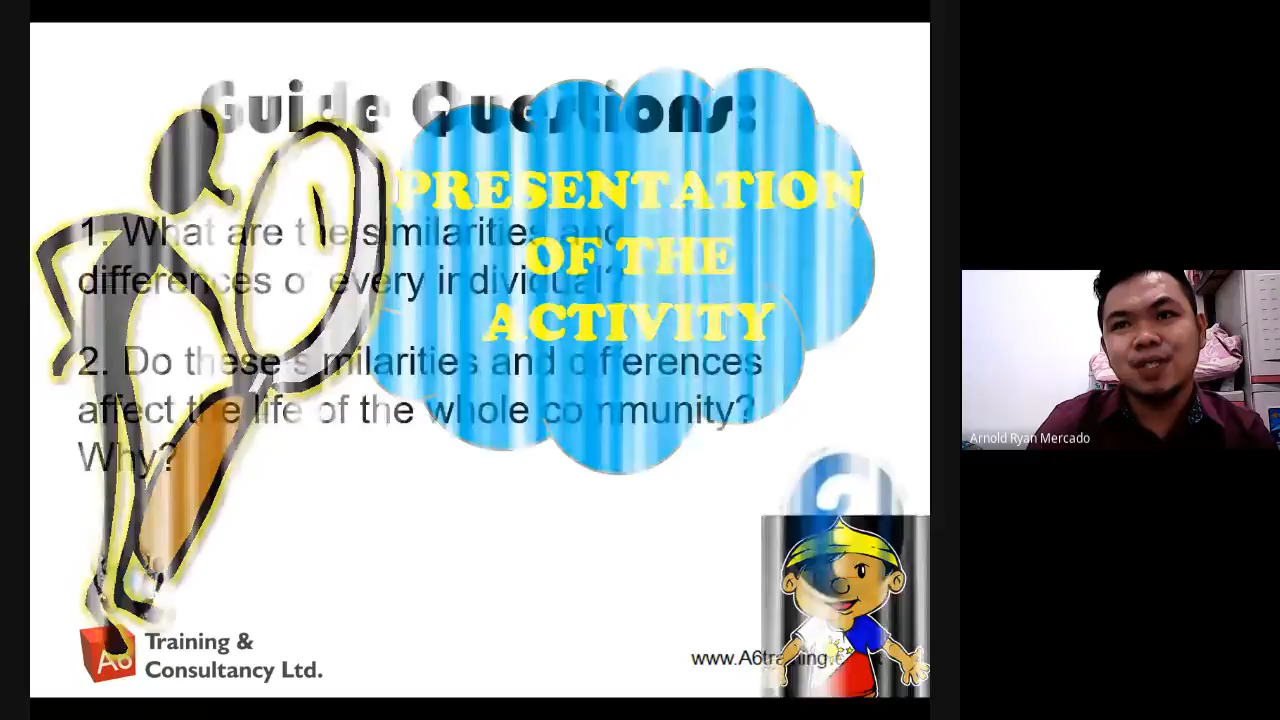 Guide Questions:
PRESENTATION
OF THE
ACTIVITY
1. What are the similarities and
differences of every individual?
2. Do these similarities and differences
affect the life of the whole community?
Why?
A6 Training &
Consultancy Ltd.
Arnold Ryan Mercado